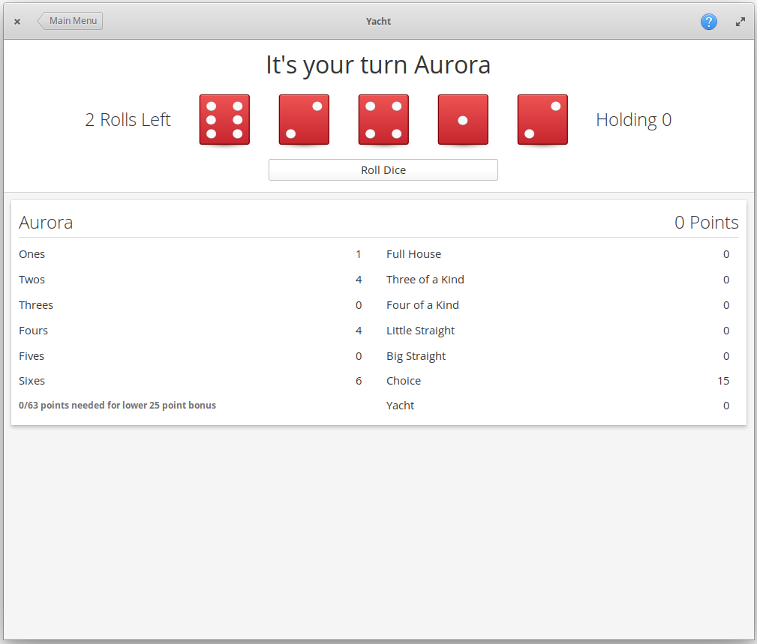 Main Menu
Yacht
?
It's your turn Aurora
2 Rolls Left
Holding 0
Roll Dice
Aurora
0 Points
Ones 1
Full House 0
Twos 4
Three of a Kind 0
Threes 0
Four of a Kind 0
Fours 4
Little Straight 0
Fives 0
Big Straight 0
Sixes 6
Choice 15
0/63 points needed for lower 25 point bonus
Yacht 0